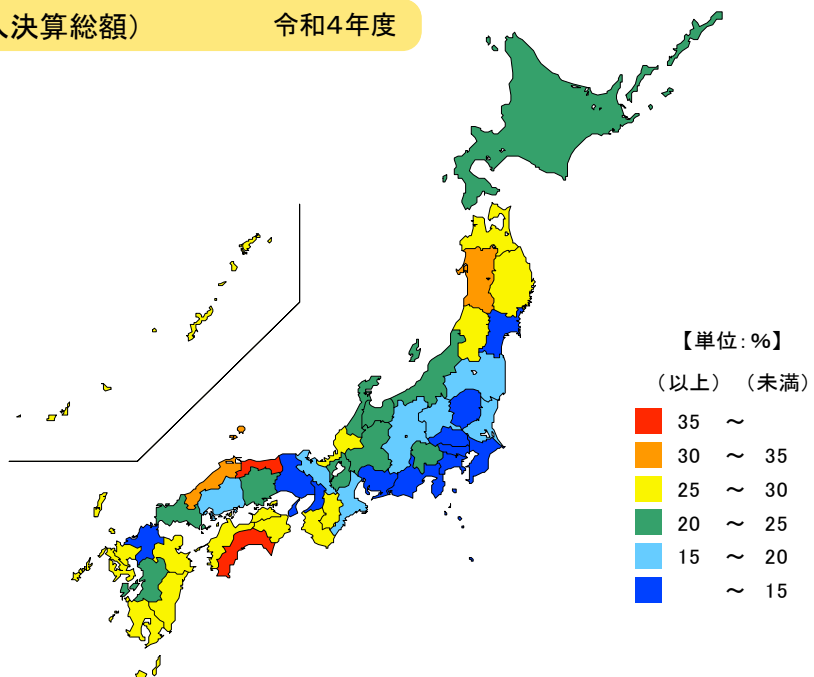 入決算総額) 令和4年度
【単位:%】
(以上) (未満)
35 ~
30 ~ 35
25 ~ 30
20 ~ 25
15 ~ 20
~ 15